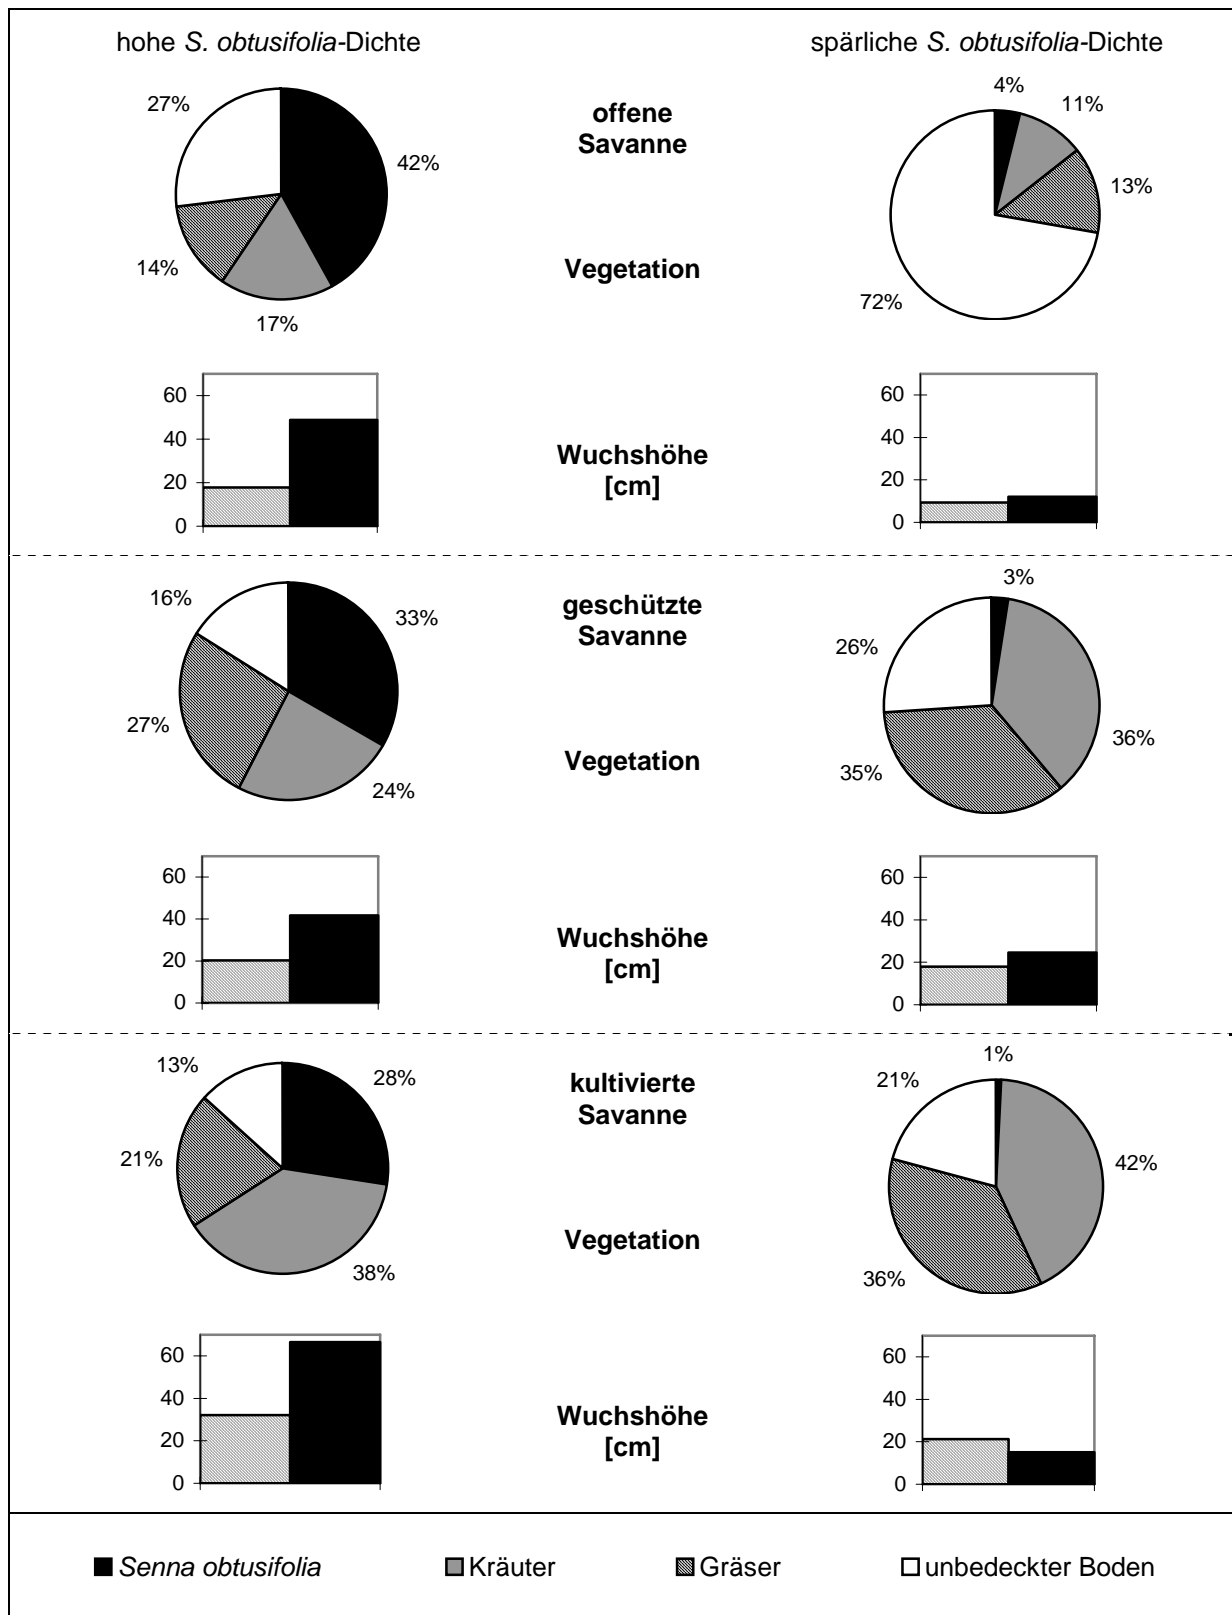 hohe S. obtusifolia-Dichte
spärliche S. obtusifolia-Dichte
offene
Savanne
27%
42%
14%
17%
4%
11%
13%
72%
Vegetation
60
40
20
0
Wuchshöhe
[cm]
60
40
20
0
geschützte
Savanne
16%
33%
27%
24%
3%
26%
36%
35%
Vegetation
60
40
20
0
Wuchshöhe
[cm]
60
40
20
0
kultivierte
Savanne
13%
28%
21%
38%
1%
21%
42%
36%
Vegetation
60
40
20
0
Wuchshöhe
[cm]
60
40
20
0
Senna obtusifolia
Kräuter
Gräser
unbedeckter Boden